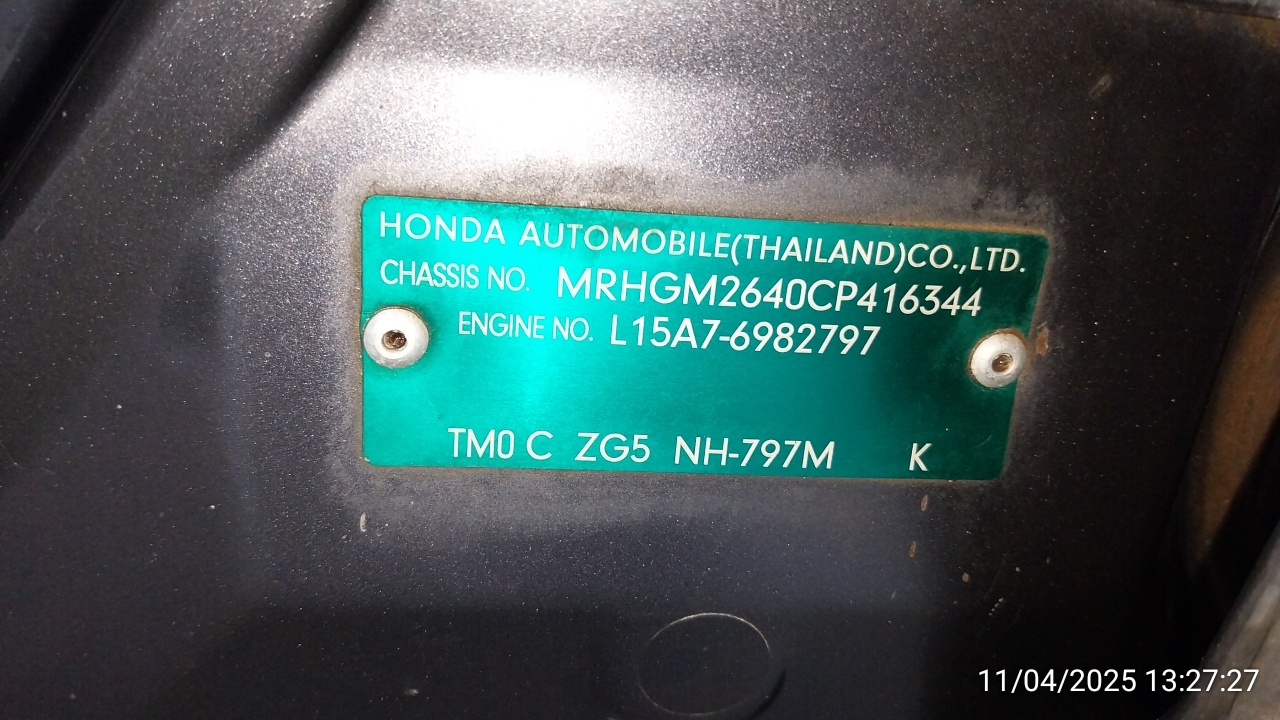 HONDA AUTOMOBILE(THAILAND)CO.,LTD.
CHASSIS NO. MRHGM2640CP416344
ENGINE NO. L15A7-6982797
TM0 C ZG5 NH-797M K
11/04/2025 13:27:27